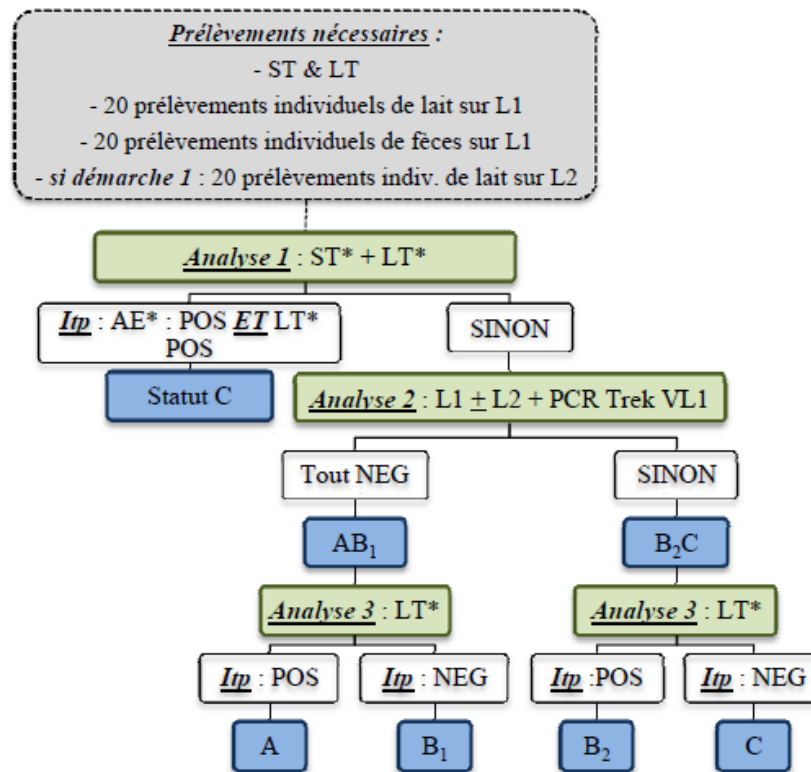 Prélèvements nécessaires :
- ST & LT
- 20 prélèvements individuels de lait sur L1
- 20 prélèvements individuels de fèces sur L1
- si démarche 1 : 20 prélèvements indiv. de lait sur L2
Analyse 1 : ST* + LT*
Itp : AE* : POS ET LT*
POS
SINON
Statut C
Analyse 2 : L1 ± L2 + PCR Trek VL1
Tout NEG
SINON
AB₁
B₂C
Analyse 3 : LT*
Analyse 3 : LT*
Itp : POS
Itp : NEG
Itp :POS
Itp : NEG
A
B₁
B₂
C